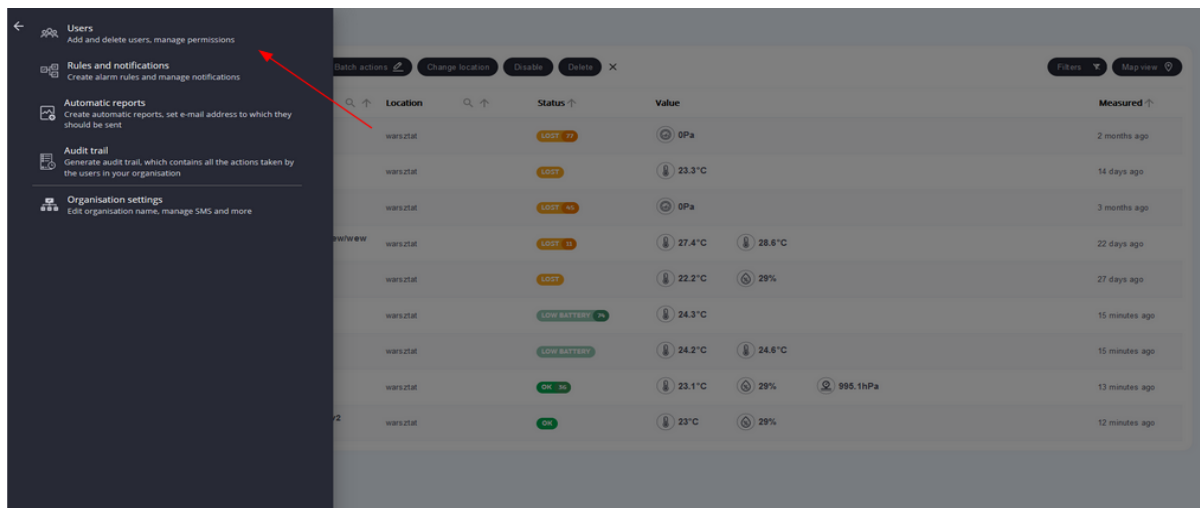 Users
Add and delete users, manage permissions
Rules and notifications
Create alarm rules and manage notifications
Automatic reports
Create automatic reports, set e-mail address to which they
should be sent
Audit trail
Generate audit trail, which contains all the actions taken by
the users in your organisation
Organisation settings
Edit organisation name, manage SMS and more
Batch actions Change location Disable Delete Filters Map view
Location Status Value Measured
warsztat LOST 0Pa 2 months ago
warsztat LOST 23.3°C 14 days ago
warsztat LOST 0Pa 3 months ago
ew/wew warsztat LOST 27.4°C 28.6°C 22 days ago
warsztat LOST 22.2°C 29% 27 days ago
warsztat LOW BATTERY 24.3°C 15 minutes ago
warsztat LOW BATTERY 24.2°C 24.6°C 15 minutes ago
warsztat OK 23.1°C 29% 995.1hPa 13 minutes ago
v2 warsztat OK 23°C 29% 12 minutes ago